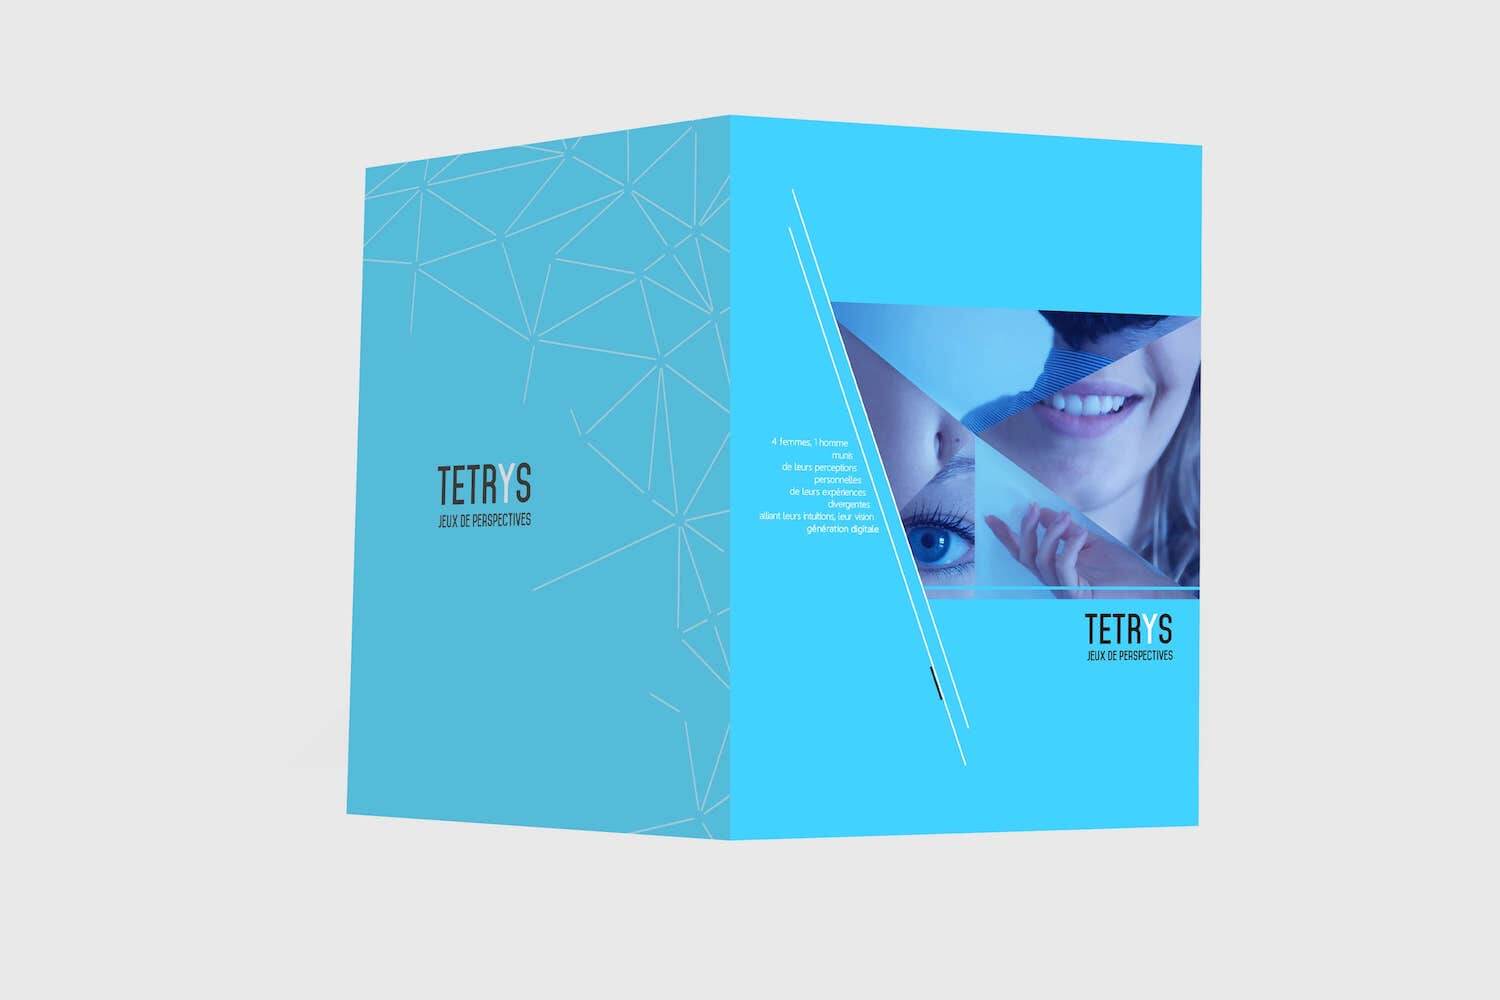 TETRYS
JEUX DE PERSPECTIVES
4 femmes, 1 homme
munis
de leurs perceptions
personnelles
de leurs expériences
divergentes
alliant leurs intuitions, leur vision
génération digitale
TETRYS
JEUX DE PERSPECTIVES